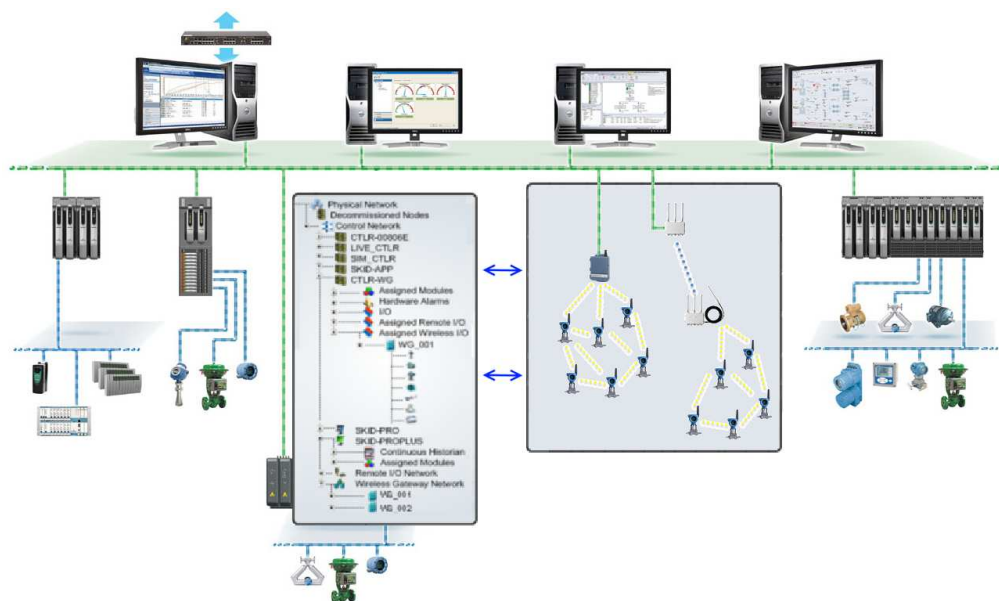 Physical Network
Decommissioned Nodes
Control Network
CTLR-00806E
LIVE_CTLR
SIM_CTLR
SKID-APP
CTLR-WG
Assigned Modules
Hardware Alarms
I/O
Assigned Remote I/O
Assigned Wireless I/O
WG_001
SKID-PRO
SKID-PROPLUS
Continuous Historian
Assigned Modules
Remote I/O Network
Wireless Gateway Network
WG_001
WG_002